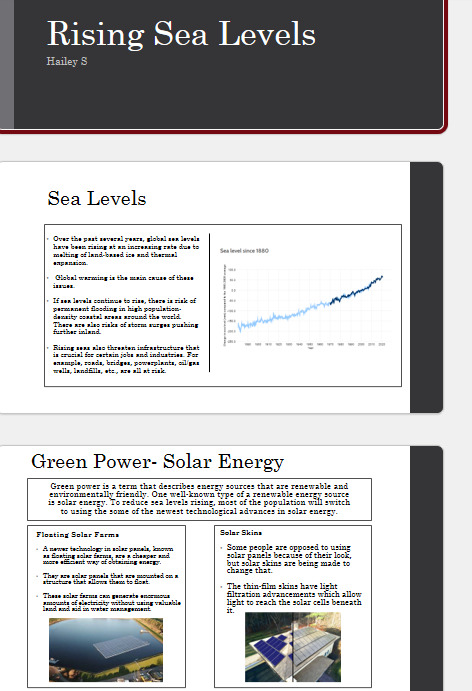 Rising Sea Levels
Hailey S
Sea Levels
Over the past several years, global sea levels
have been rising at an increasing rate due to
melting of land-based ice and thermal
expansion.
Global warming is the main cause of these
issues.
If sea levels continue to rise, there is risk of
permanent flooding in high population-
density coastal areas around the world.
There are also risks of storm surges pushing
further inland.
Rising seas also threaten infrastructure that
is crucial for certain jobs and industries. For
example, roads, bridges, powerplants, oil/gas
wells, landfills, etc., are all at risk.
Sea level since 1880
Green Power- Solar Energy
Green power is a term that describes energy sources that are renewable and
environmentally friendly. One well-known type of a renewable energy source
is solar energy. To reduce sea levels rising, most of the population will switch
to using the some of the newest technological advances in solar energy.
Floating Solar Farms
A newer technology in solar panels, known
as floating solar farms, are a cheaper and
more efficient way of obtaining energy.
They are solar panels that are mounted on a
structure that allows them to float.
These solar farms can generate enormous
amounts of electricity without using valuable
land and aid in water management.
Solar Skins
Some people are opposed to using
solar panels because of their look,
but solar skins are being made to
change that.
The thin-film skins have light
filtration advancements which allow
light to reach the solar cells beneath
it.